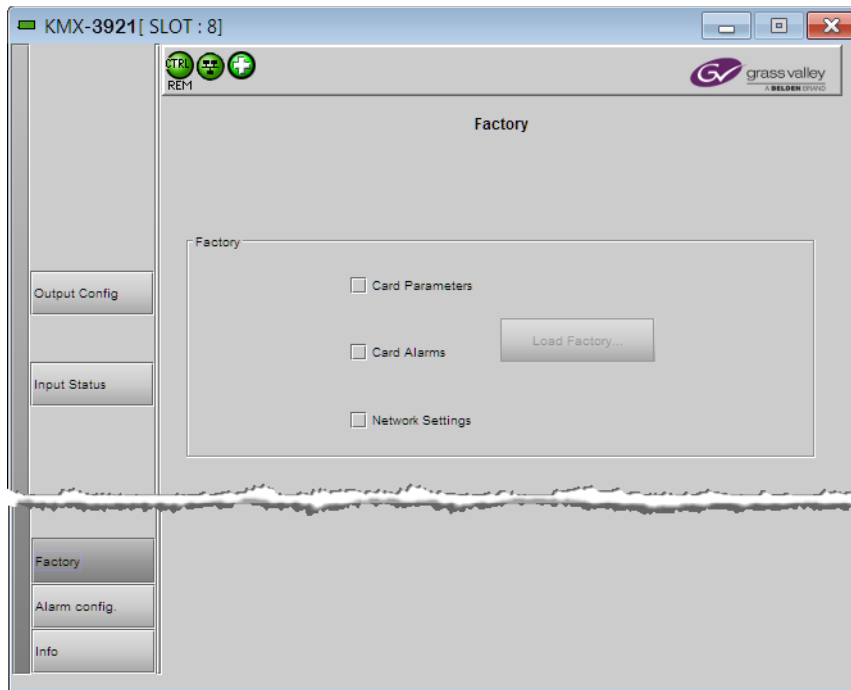 KMX-3921[ SLOT : 8]
CTRL
REM
GV grass valley
A BELDEN BRAND
Factory
Output Config
Input Status
Factory
Card Parameters
Card Alarms
Load Factory...
Network Settings
Factory
Alarm config.
Info